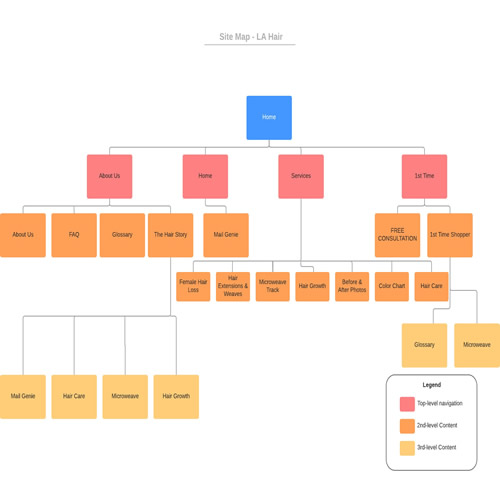 Site Map - LA Hair
Home
About Us
Home
Services
1st Time
About Us
FAQ
Glossary
The Hair Story
Mail Genie
FREE
CONSULTATION
1st Time Shopper
Female Hair
Loss
Hair
Extensions &
Weaves
Microweave
Track
Hair Growth
Before &
After Photos
Color Chart
Hair Care
Glossary
Microweave
Mail Genie
Hair Care
Microweave
Hair Growth
Legend
Top-level navigation
2nd-level Content
3rd-level Content